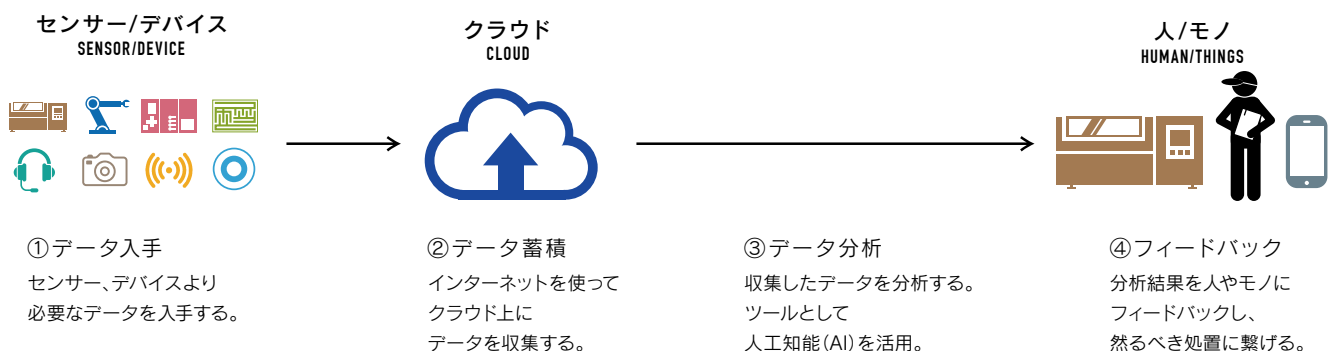 センサー/デバイス
SENSOR/DEVICE
クラウド
CLOUD
人/モノ
HUMAN/THINGS
①データ入手
センサー、デバイスより
必要なデータを入手する。
②データ蓄積
インターネットを使って
クラウド上に
データを収集する。
③データ分析
収集したデータを分析する。
ツールとして
人工知能(AI)を活用。
④フィードバック
分析結果を人やモノに
フィードバックし、
然るべき処置に繋げる。